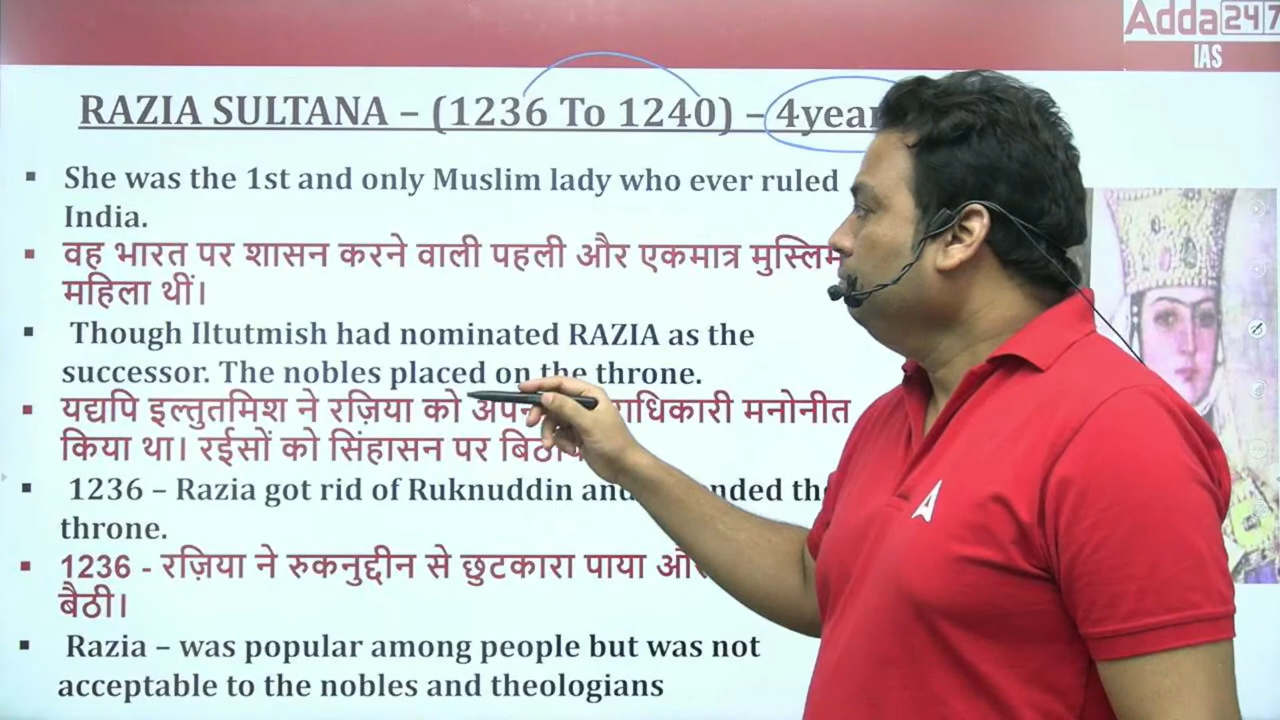 Adda247
IAS
RAZIA SULTANA – (1236 To 1240) – 4year
▪ She was the 1st and only Muslim lady who ever ruled
India.
▪ वह भारत पर शासन करने वाली पहली और एकमात्र मुस्लिम
महिला थीं।
▪ Though Iltutmish had nominated RAZIA as the
successor. The nobles placed on the throne.
▪ यद्यपि इल्तुतमिश ने रज़िया को मनोनीत
किया था। रईसों को सिंहासन पर
▪ 1236 – Razia got rid of Ruknuddin and the
throne.
▪ 1236 - रज़िया ने रुकनुद्दीन से छुटकारा पाया
बैठी।
▪ Razia – was popular among people but was not
acceptable to the nobles and theologians